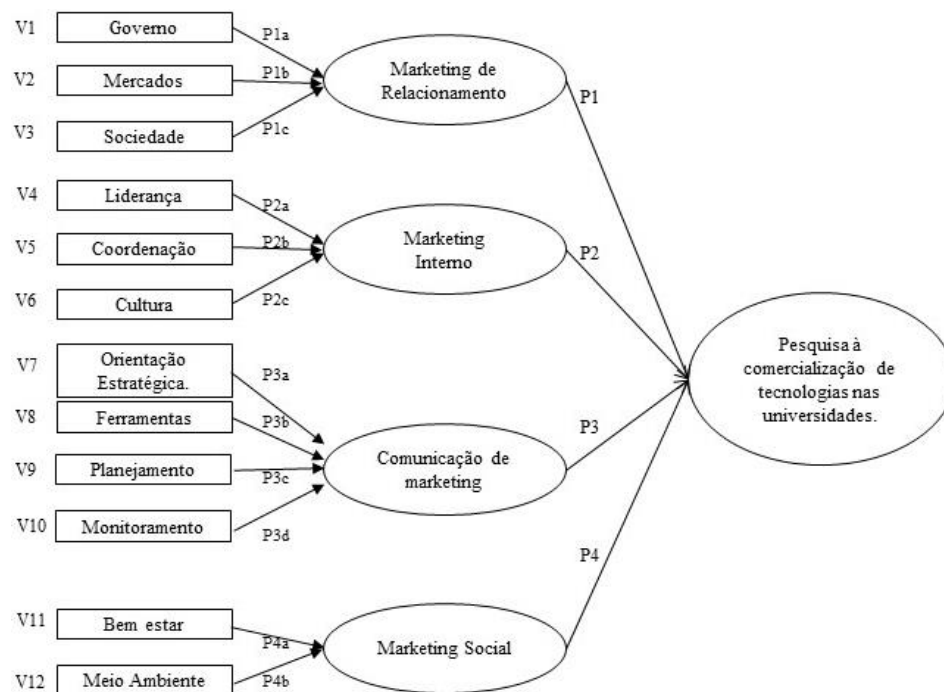 V1
Governo
P1a
V2
Mercados
P1b
V3
Sociedade
P1c
Marketing de
Relacionamento
P1
V4
Liderança
P2a
V5
Coordenação
P2b
V6
Cultura
P2c
Marketing
Interno
P2
V7
Orientação
Estratégica.
P3a
V8
Ferramentas
P3b
V9
Planejamento
P3c
V10
Monitoramento
P3d
Comunicação de
marketing
P3
Pesquisa à
comercialização de
tecnologias nas
universidades.
V11
Bem estar
P4a
V12
Meio Ambiente
P4b
Marketing Social
P4